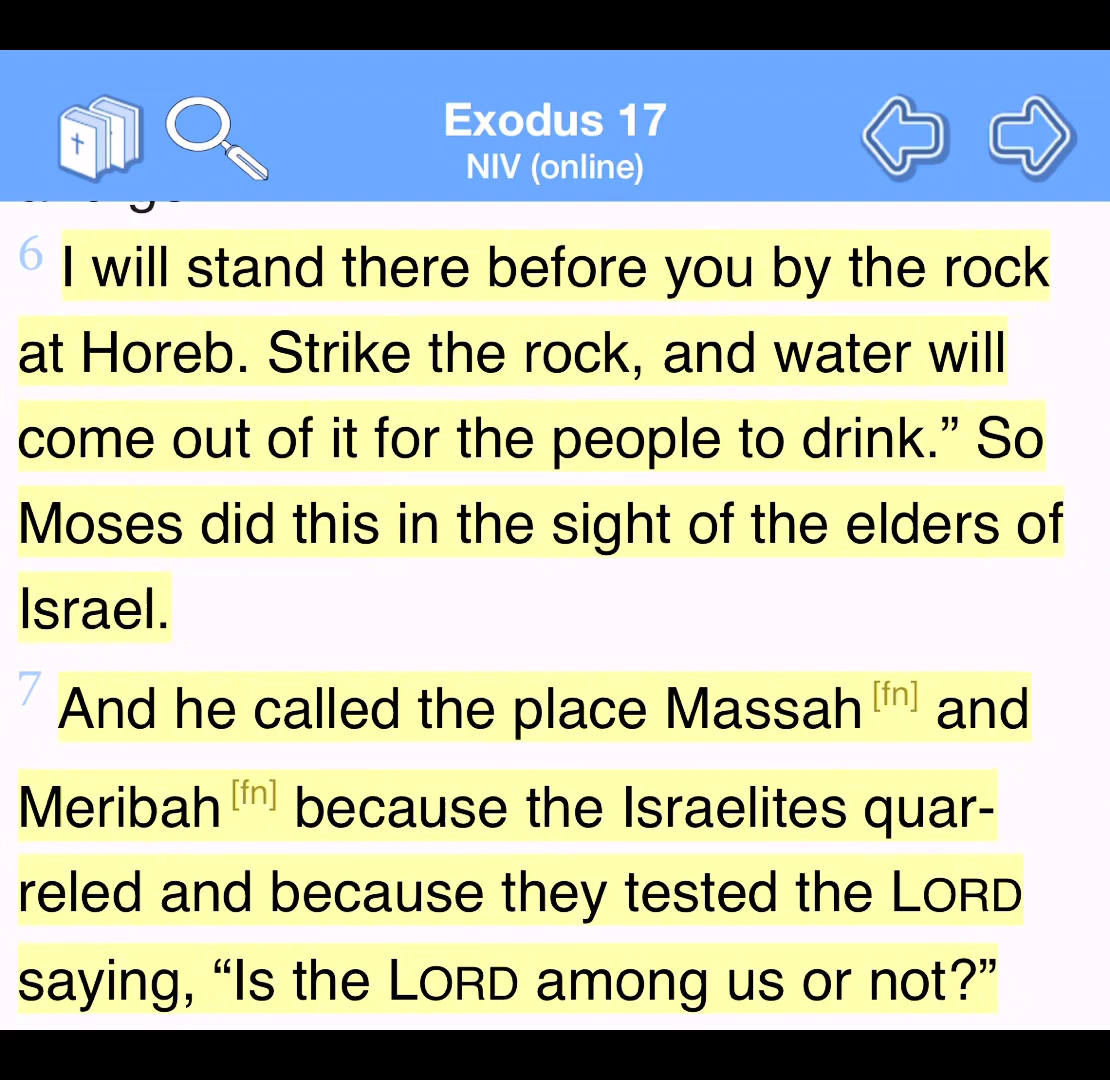 Exodus 17
NIV (online)
6 I will stand there before you by the rock
at Horeb. Strike the rock, and water will
come out of it for the people to drink.” So
Moses did this in the sight of the elders of
Israel.
7 And he called the place Massah [fn] and
Meribah [fn] because the Israelites quar-
reled and because they tested the LORD
saying, “Is the LORD among us or not?”